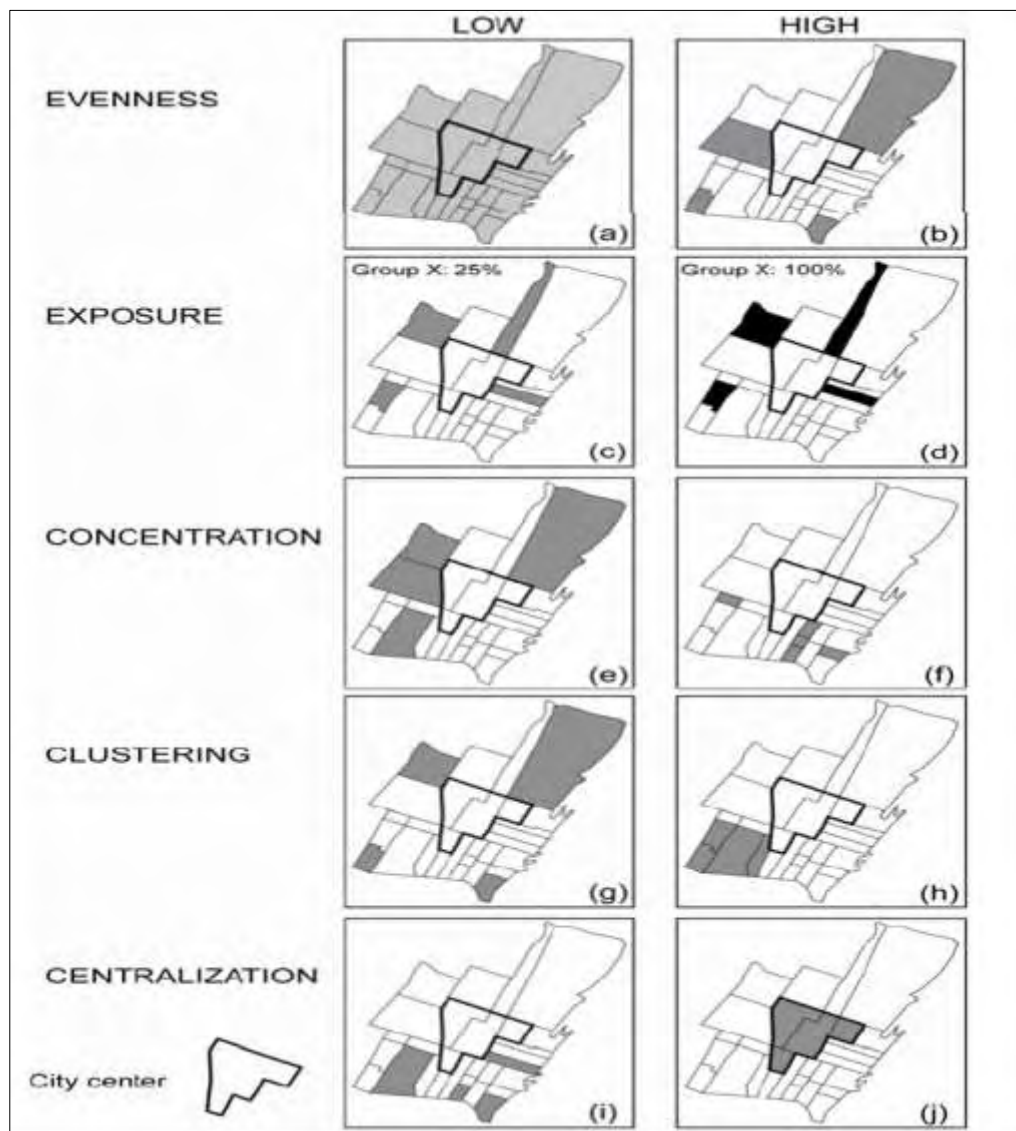 LOW HIGH
EVENNESS
(a) (b)
Group X: 25% Group X: 100%
EXPOSURE
(c) (d)
CONCENTRATION
(e) (f)
CLUSTERING
(g) (h)
CENTRALIZATION
City center
(i) (j)